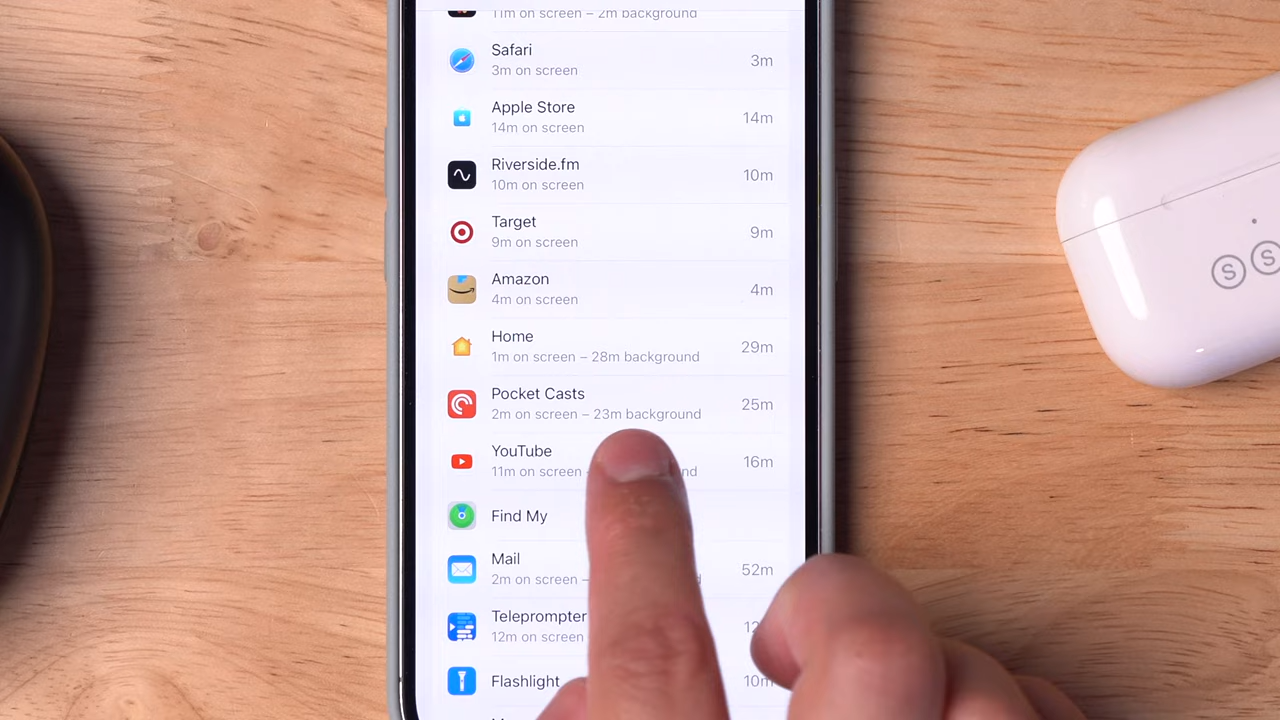 11m on screen – 2m background
Safari
3m on screen
3m
Apple Store
14m on screen
14m
Riverside.fm
10m on screen
10m
Target
9m on screen
9m
Amazon
4m on screen
4m
Home
1m on screen – 28m background
29m
Pocket Casts
2m on screen – 23m background
25m
YouTube
11m on screen
16m
Find My
Mail
2m on screen –
52m
Teleprompter
12m on screen
Flashlight
10m
S S